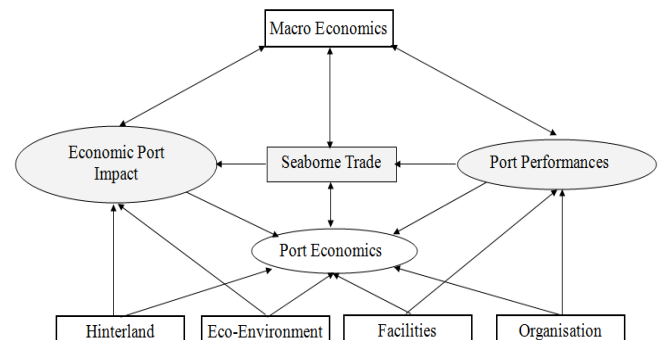 Macro Economics
Economic Port
Impact
Seaborne Trade
Port Performances
Port Economics
Hinterland
Eco-Environment
Facilities
Organisation